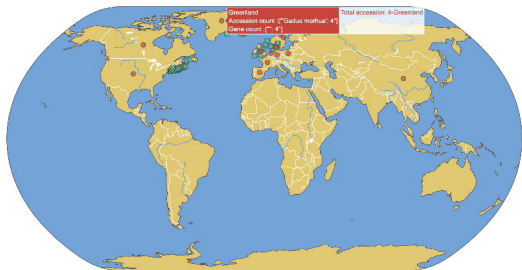 Greenland
Total accession: 4-Greenland
Accession count :["'Gadus morhua': 4"]
Gene count :["'': 4"]